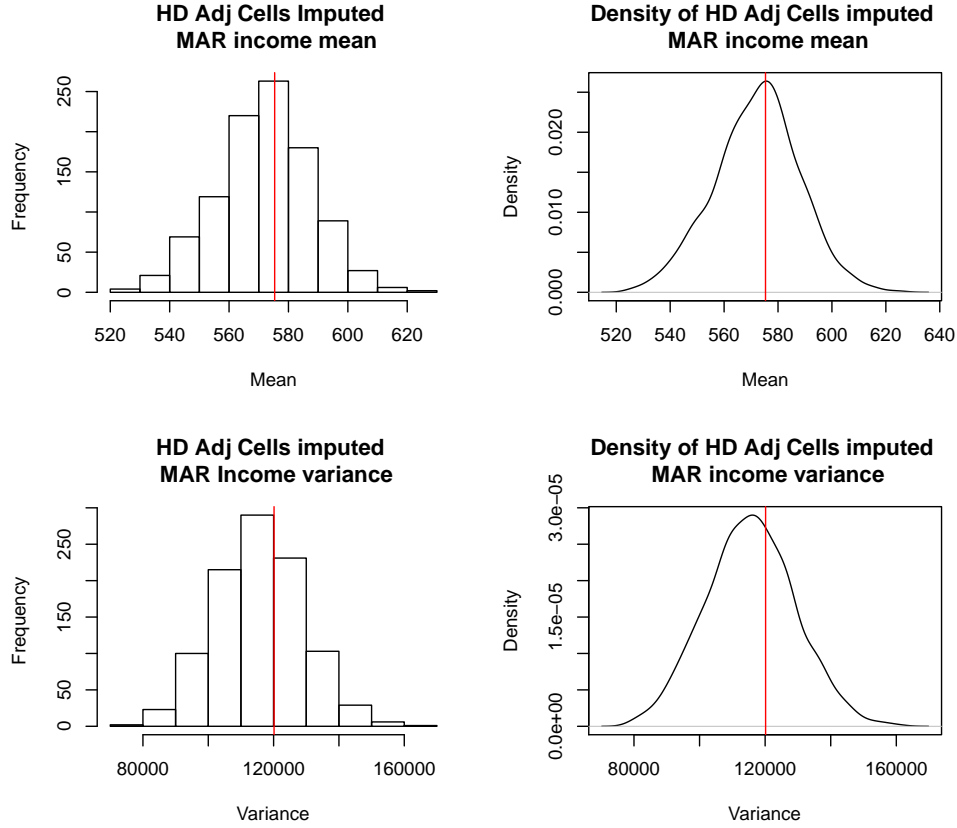 HD Adj Cells Imputed
MAR income mean
Frequency
0
50
150
250
520 540 560 580 600 620
Mean
Density of HD Adj Cells imputed
MAR income mean
Density
0.000
0.010
0.020
520 540 560 580 600 620 640
Mean
HD Adj Cells imputed
MAR Income variance
Frequency
0
50
150
250
80000 120000 160000
Variance
Density of HD Adj Cells imputed
MAR income variance
Density
0.0e+00
1.5e−05
3.0e−05
80000 120000 160000
Variance